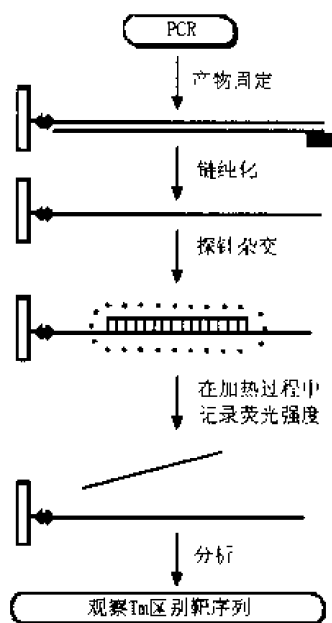 PCR
产物固定
链纯化
探针杂交
在加热过程中
记录荧光强度
分析
观察Tm区别靶序列